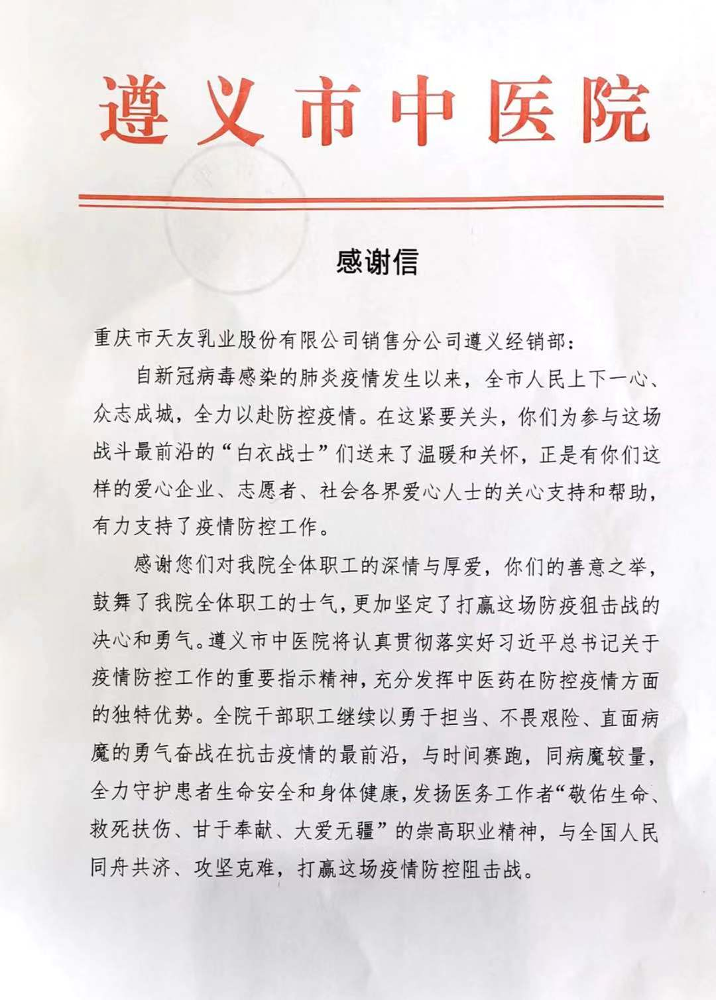 遵义市中医院
感谢信
重庆市天友乳业股份有限公司销售分公司遵义经销部：
自新冠病毒感染的肺炎疫情发生以来，全市人民上下一心、
众志成城，全力以赴防控疫情。在这紧要关头，你们为参与这场
战斗最前沿的“白衣战士”们送来了温暖和关怀，正是有你们这
样的爱心企业、志愿者、社会各界爱心人士的关心支持和帮助，
有力支持了疫情防控工作。
感谢您们对我院全体职工的深情与厚爱，你们的善意之举，
鼓舞了我院全体职工的士气，更加坚定了打赢这场防疫狙击战的
决心和勇气。遵义市中医院将认真贯彻落实好习近平总书记关于
疫情防控工作的重要指示精神，充分发挥中医药在防控疫情方面
的独特优势。全院干部职工继续以勇于担当、不畏艰险、直面病
魔的勇气奋战在抗击疫情的最前沿，与时间赛跑，同病魔较量，
全力守护患者生命安全和身体健康，发扬医务工作者“敬佑生命、
救死扶伤、甘于奉献、大爱无疆”的崇高职业精神，与全国人民
同舟共济、攻坚克难，打赢这场疫情防控阻击战。